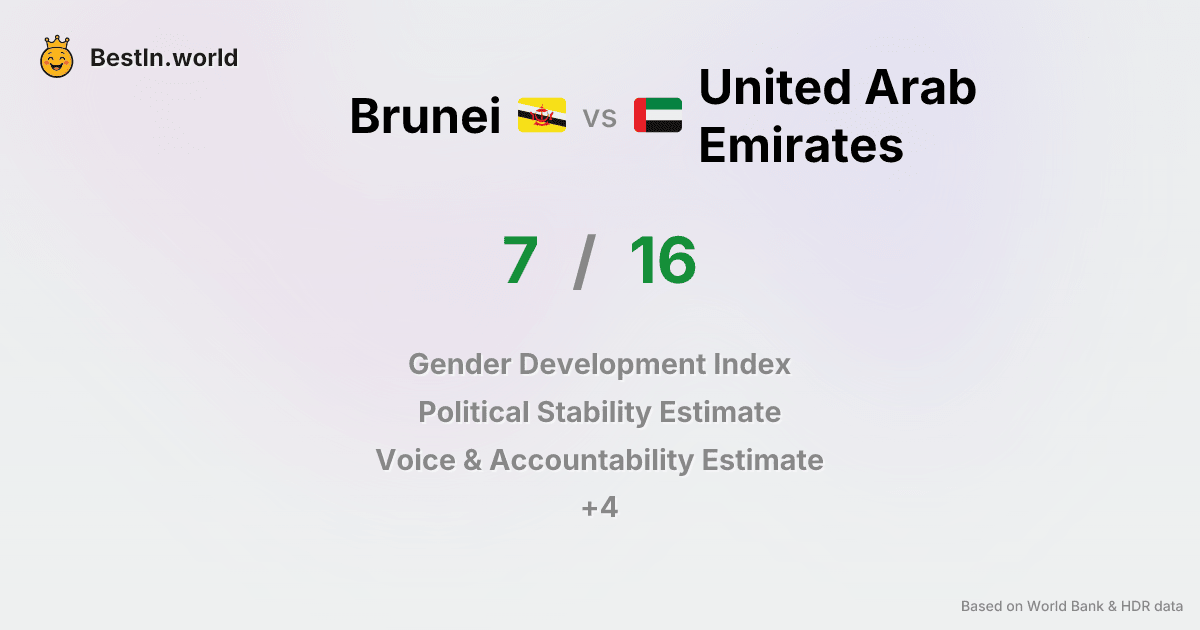 BestIn.world
Brunei vs United Arab
Emirates
7 / 16
Gender Development Index
Political Stability Estimate
Voice & Accountability Estimate
+4
Based on World Bank & HDR data